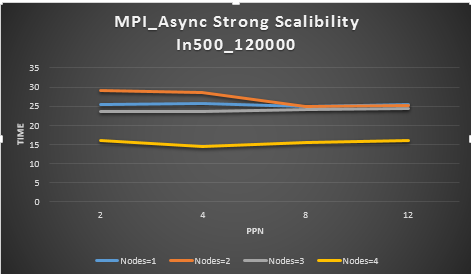 MPI_Async Strong Scalibility
In500_120000
35
30
25
20
15
10
5
0
TIME
2 4 8 12
PPN
Nodes=1 Nodes=2 Nodes=3 Nodes=4